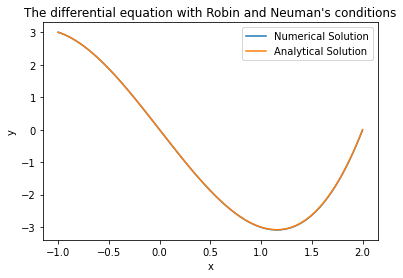 The differential equation with Robin and Neuman's conditions
Numerical Solution
Analytical Solution
3
2
1
0
-1
-2
-3
y
-1.0 -0.5 0.0 0.5 1.0 1.5 2.0
x